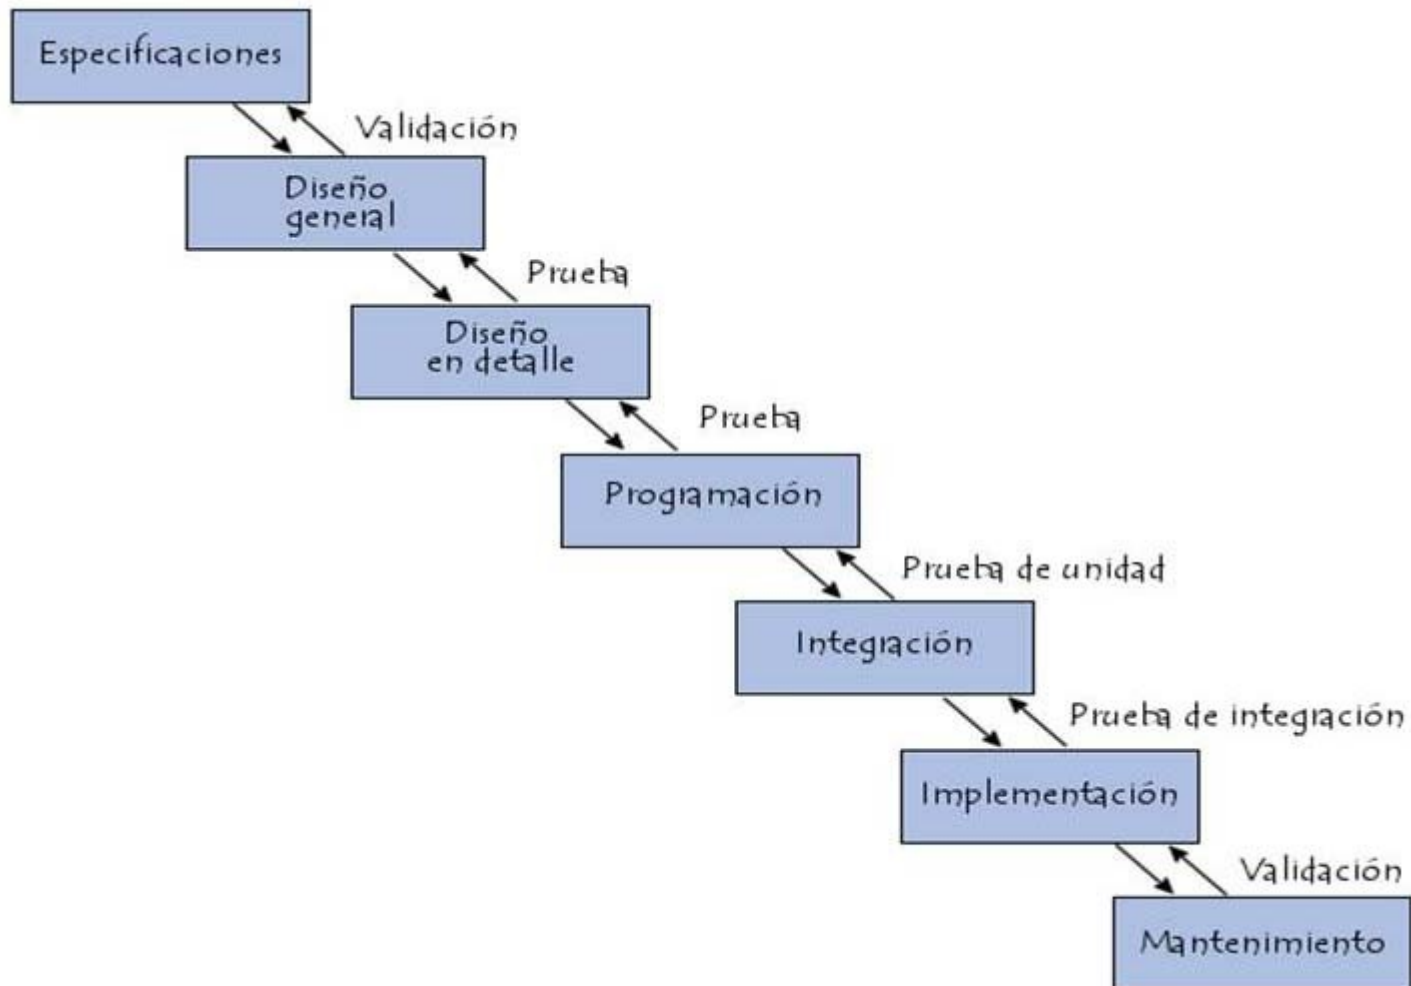 Especificaciones
Validación
Diseño
general
Prueba
Diseño
en detalle
Prueba
Programación
Prueba de unidad
Integración
Prueba de integración
Implementación
Validación
Mantenimiento